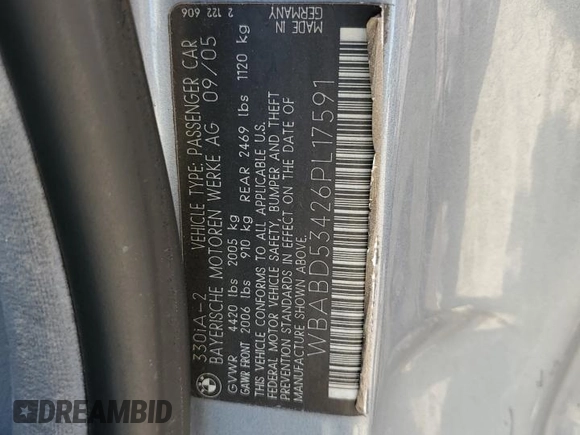 330iA-2 VEHICLE TYPE: PASSENGER CAR
BAYERISCHE MOTOREN WERKE AG 09/05
GVWR 4420 lbs 2005 kg
GAWR FRONT 2006 lbs 910 kg REAR 2469 lbs 1120 kg
THIS VEHICLE CONFORMS TO ALL APPLICABLE U.S.
FEDERAL MOTOR VEHICLE SAFETY, BUMPER AND THEFT
PREVENTION STANDARDS IN EFFECT ON THE DATE OF
MANUFACTURE SHOWN ABOVE.
WBABD53426PL17591
2 122 606
MADE IN
GERMANY
DREAMBID